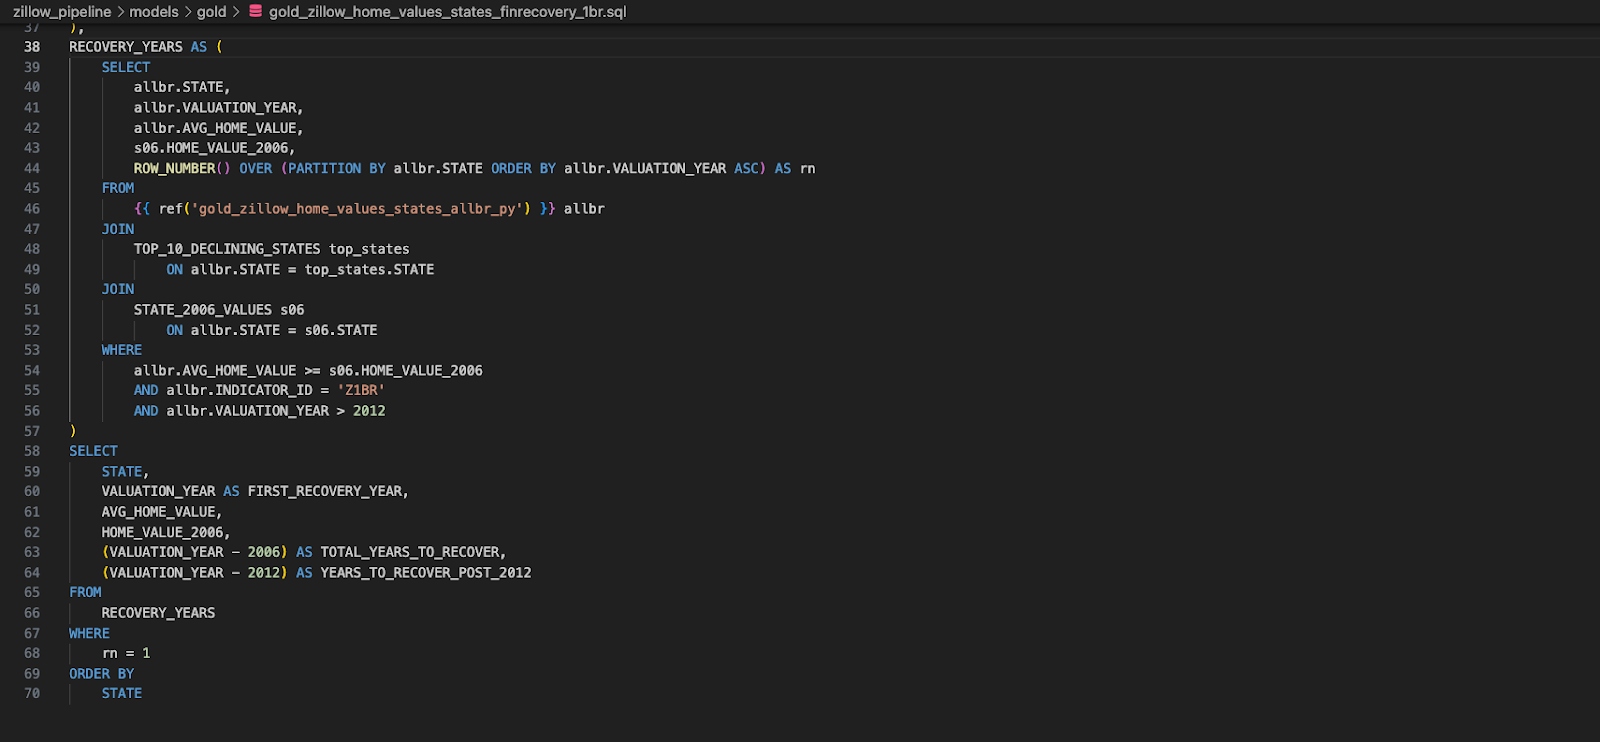 zillow_pipeline > models > gold > gold_zillow_home_values_states_finrecovery_1br.sql
37 ),
38 RECOVERY_YEARS AS (
39 SELECT
40 allbr.STATE,
41 allbr.VALUATION_YEAR,
42 allbr.AVG_HOME_VALUE,
43 s06.HOME_VALUE_2006,
44 ROW_NUMBER() OVER (PARTITION BY allbr.STATE ORDER BY allbr.VALUATION_YEAR ASC) AS rn
45 FROM
46 {{ ref('gold_zillow_home_values_states_allbr_py') }} allbr
47 JOIN
48 TOP_10_DECLINING_STATES top_states
49 ON allbr.STATE = top_states.STATE
50 JOIN
51 STATE_2006_VALUES s06
52 ON allbr.STATE = s06.STATE
53 WHERE
54 allbr.AVG_HOME_VALUE >= s06.HOME_VALUE_2006
55 AND allbr.INDICATOR_ID = 'Z1BR'
56 AND allbr.VALUATION_YEAR > 2012
57 )
58 SELECT
59 STATE,
60 VALUATION_YEAR AS FIRST_RECOVERY_YEAR,
61 AVG_HOME_VALUE,
62 HOME_VALUE_2006,
63 (VALUATION_YEAR - 2006) AS TOTAL_YEARS_TO_RECOVER,
64 (VALUATION_YEAR - 2012) AS YEARS_TO_RECOVER_POST_2012
65 FROM
66 RECOVERY_YEARS
67 WHERE
68 rn = 1
69 ORDER BY
70 STATE